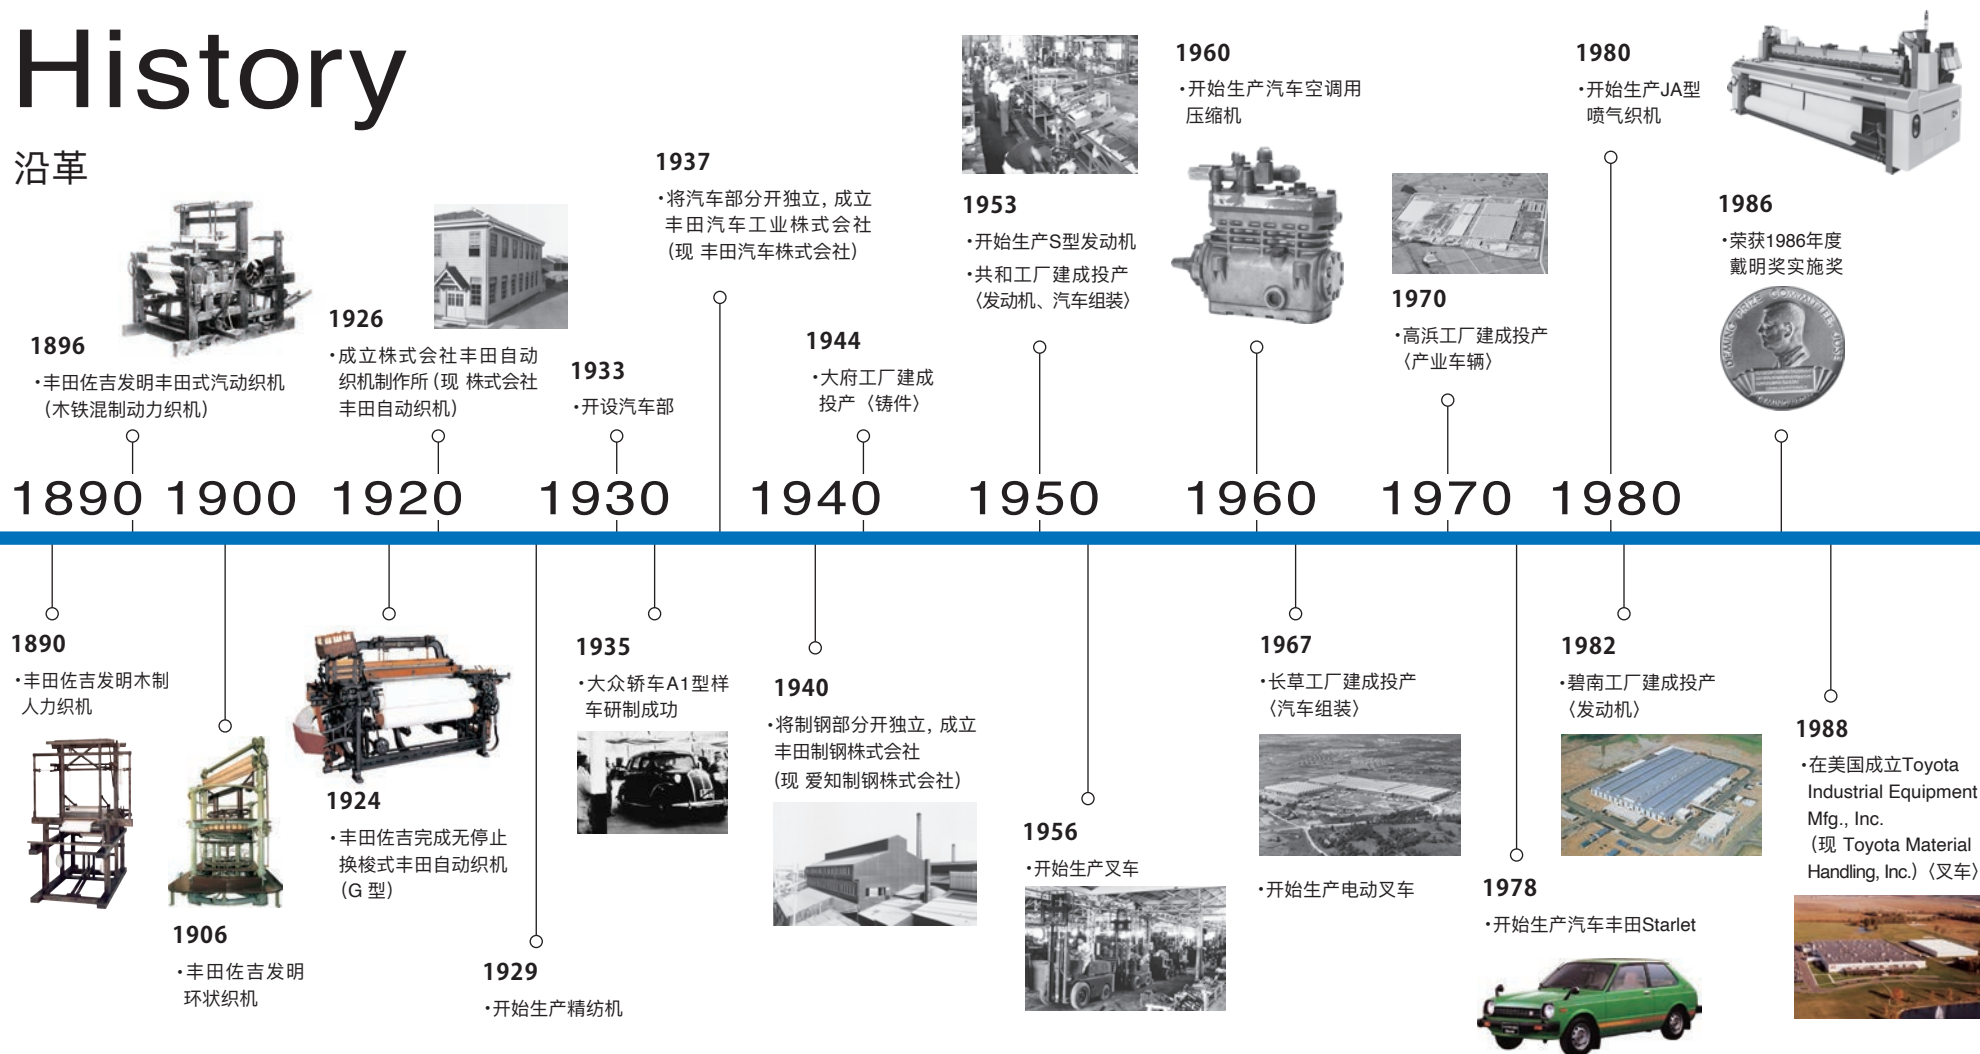 History
沿革
1896
・丰田佐吉发明丰田式汽动织机
（木铁混制动力织机）
1926
・成立株式会社丰田自动
织机制作所（现 株式会社
丰田自动织机）
1933
・开设汽车部
1937
・将汽车部分开独立, 成立
丰田汽车工业株式会社
（现 丰田汽车株式会社）
1944
・大府工厂建成
投产〈铸件〉
1953
・开始生产S型发动机
・共和工厂建成投产
〈发动机、汽车组装〉
1960
・开始生产汽车空调用
压缩机
1970
・高浜工厂建成投产
〈产业车辆〉
1980
・开始生产JA型
喷气织机
1986
・荣获1986年度
戴明奖实施奖
DEMING PRIZE COMMITTEE
1890 1900 1920 1930 1940 1950 1960 1970 1980
1890
・丰田佐吉发明木制
人力织机
1906
・丰田佐吉发明
环状织机
1924
・丰田佐吉完成无停止
换梭式丰田自动织机
（G 型）
1929
・开始生产精纺机
1935
・大众轿车A1型样
车研制成功
1940
・将制钢部分开独立, 成立
丰田制钢株式会社
（现 爱知制钢株式会社）
1956
・开始生产叉车
1967
・长草工厂建成投产
〈汽车组装〉
・开始生产电动叉车
1978
・开始生产汽车丰田Starlet
1982
・碧南工厂建成投产
〈发动机〉
1988
・在美国成立Toyota
Industrial Equipment
Mfg., Inc.
（现 Toyota Material
Handling, Inc.）〈叉车〉